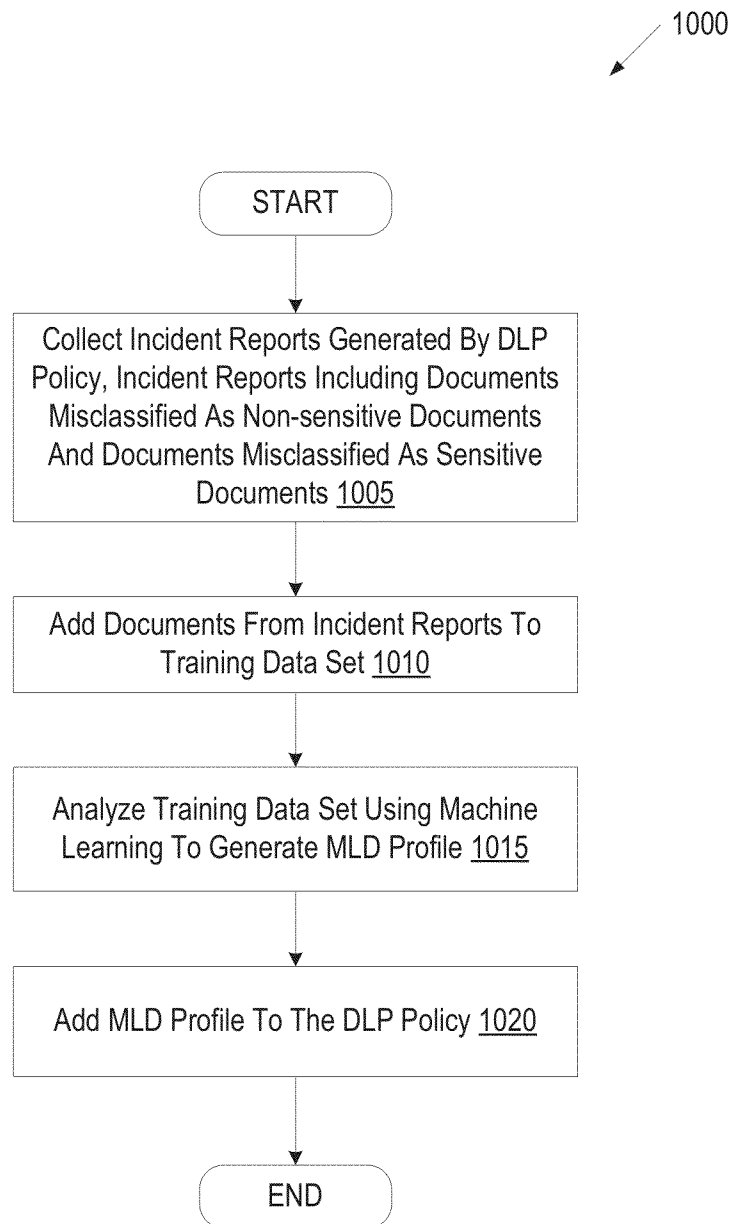 1000
START
Collect Incident Reports Generated By DLP
Policy, Incident Reports Including Documents
Misclassified As Non-sensitive Documents
And Documents Misclassified As Sensitive
Documents 1005
Add Documents From Incident Reports To
Training Data Set 1010
Analyze Training Data Set Using Machine
Learning To Generate MLD Profile 1015
Add MLD Profile To The DLP Policy 1020
END